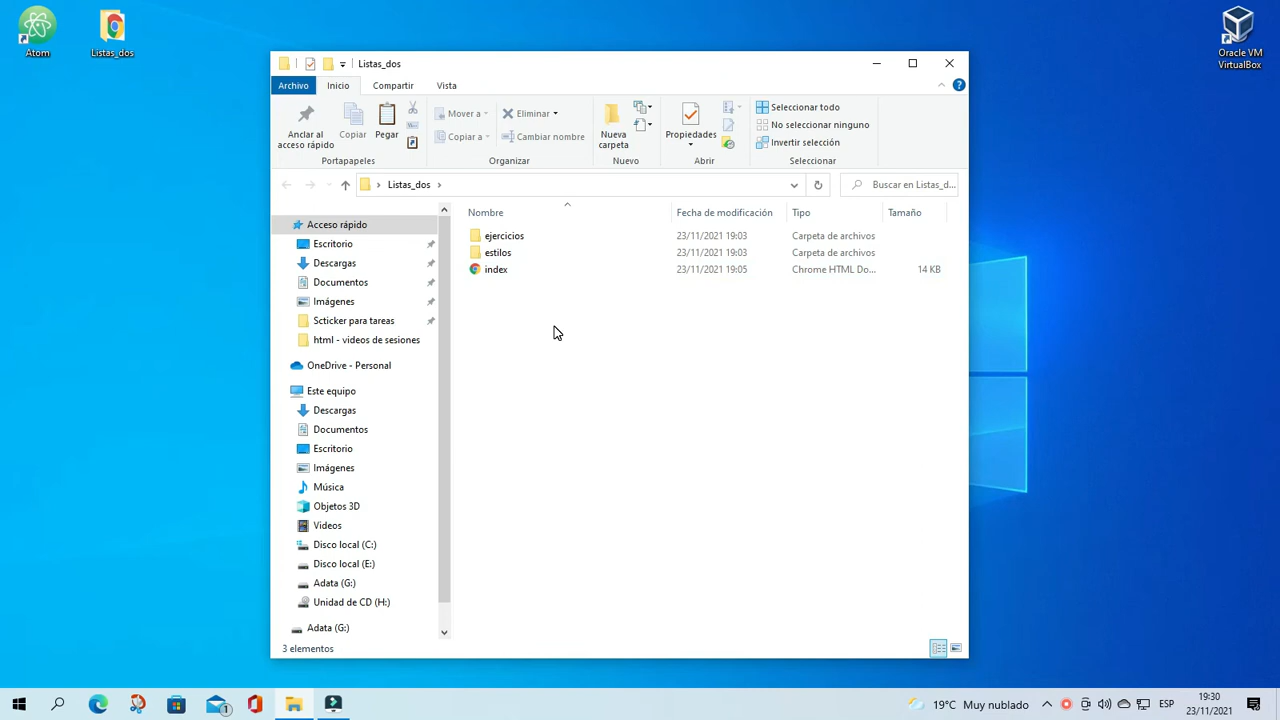 Atom
Listas_dos
Oracle VM
VirtualBox
Listas_dos
Archivo
Inicio
Compartir
Vista
Anclar al
acceso rápido
Copiar
Pegar
Mover a
Copiar a
Eliminar
Cambiar nombre
Nueva
carpeta
Propiedades
Seleccionar todo
No seleccionar ninguno
Invertir selección
Portapapeles
Organizar
Nuevo
Abrir
Seleccionar
Listas_dos
Buscar en Listas_d...
Nombre
Fecha de modificación
Tipo
Tamaño
ejercicios 23/11/2021 19:03 Carpeta de archivos
estilos 23/11/2021 19:03 Carpeta de archivos
index 23/11/2021 19:05 Chrome HTML Do... 14 KB
Acceso rápido
Escritorio
Descargas
Documentos
Imágenes
Scticker para tareas
html - videos de sesiones
OneDrive - Personal
Este equipo
Descargas
Documentos
Escritorio
Imágenes
Música
Objetos 3D
Videos
Disco local (C:)
Disco local (E:)
Adata (G:)
Unidad de CD (H:)
Adata (G:)
3 elementos
1
19°C Muy nublado
ESP
19:30
23/11/2021